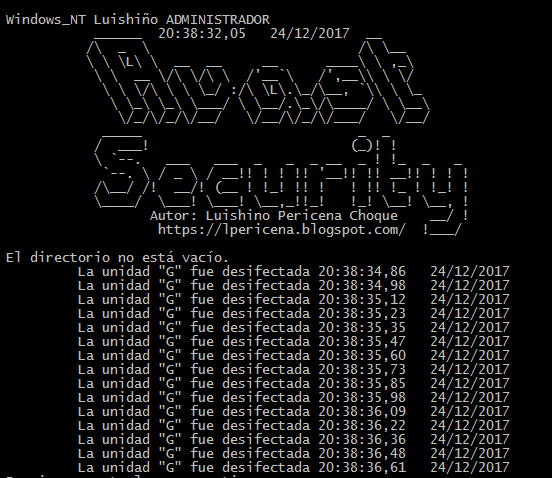 Windows_NT Luishiño ADMINISTRADOR
20:38:32,05 24/12/2017
Avast
Security
Autor: Luishino Pericena Choque
https://lpericena.blogspot.com/
El directorio no está vacío.
La unidad "G" fue desifectada 20:38:34,86 24/12/2017
La unidad "G" fue desifectada 20:38:34,98 24/12/2017
La unidad "G" fue desifectada 20:38:35,12 24/12/2017
La unidad "G" fue desifectada 20:38:35,23 24/12/2017
La unidad "G" fue desifectada 20:38:35,35 24/12/2017
La unidad "G" fue desifectada 20:38:35,47 24/12/2017
La unidad "G" fue desifectada 20:38:35,60 24/12/2017
La unidad "G" fue desifectada 20:38:35,73 24/12/2017
La unidad "G" fue desifectada 20:38:35,85 24/12/2017
La unidad "G" fue desifectada 20:38:35,98 24/12/2017
La unidad "G" fue desifectada 20:38:36,09 24/12/2017
La unidad "G" fue desifectada 20:38:36,22 24/12/2017
La unidad "G" fue desifectada 20:38:36,36 24/12/2017
La unidad "G" fue desifectada 20:38:36,48 24/12/2017
La unidad "G" fue desifectada 20:38:36,61 24/12/2017